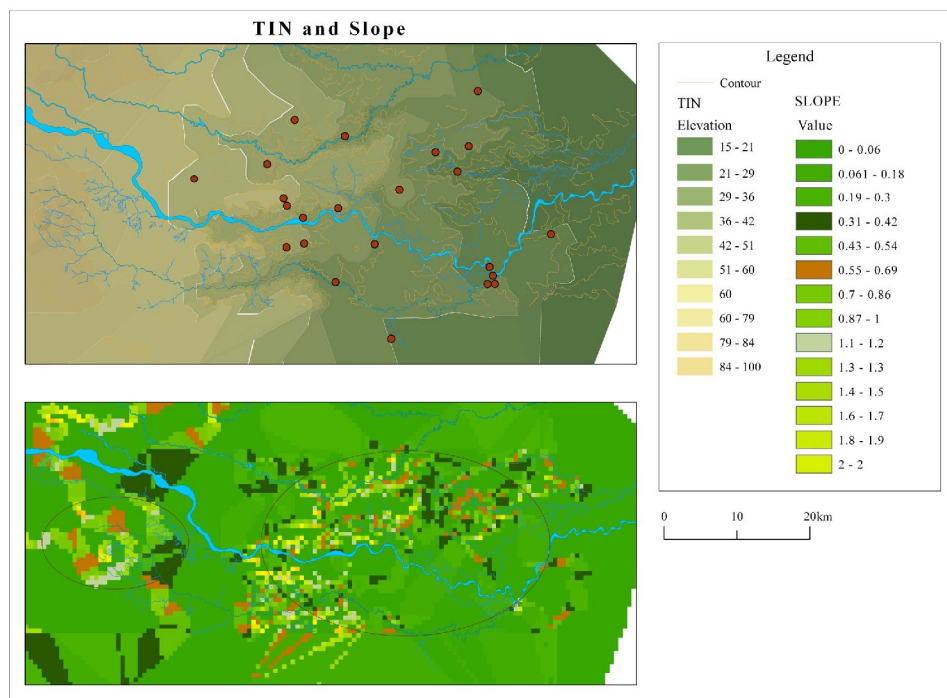 TIN and Slope
Legend
Contour
TIN
Elevation
15 - 21
21 - 29
29 - 36
36 - 42
42 - 51
51 - 60
60
60 - 79
79 - 84
84 - 100
SLOPE
Value
0 - 0.06
0.061 - 0.18
0.19 - 0.3
0.31 - 0.42
0.43 - 0.54
0.55 - 0.69
0.7 - 0.86
0.87 - 1
1.1 - 1.2
1.3 - 1.3
1.4 - 1.5
1.6 - 1.7
1.8 - 1.9
2 - 2
0 10 20km